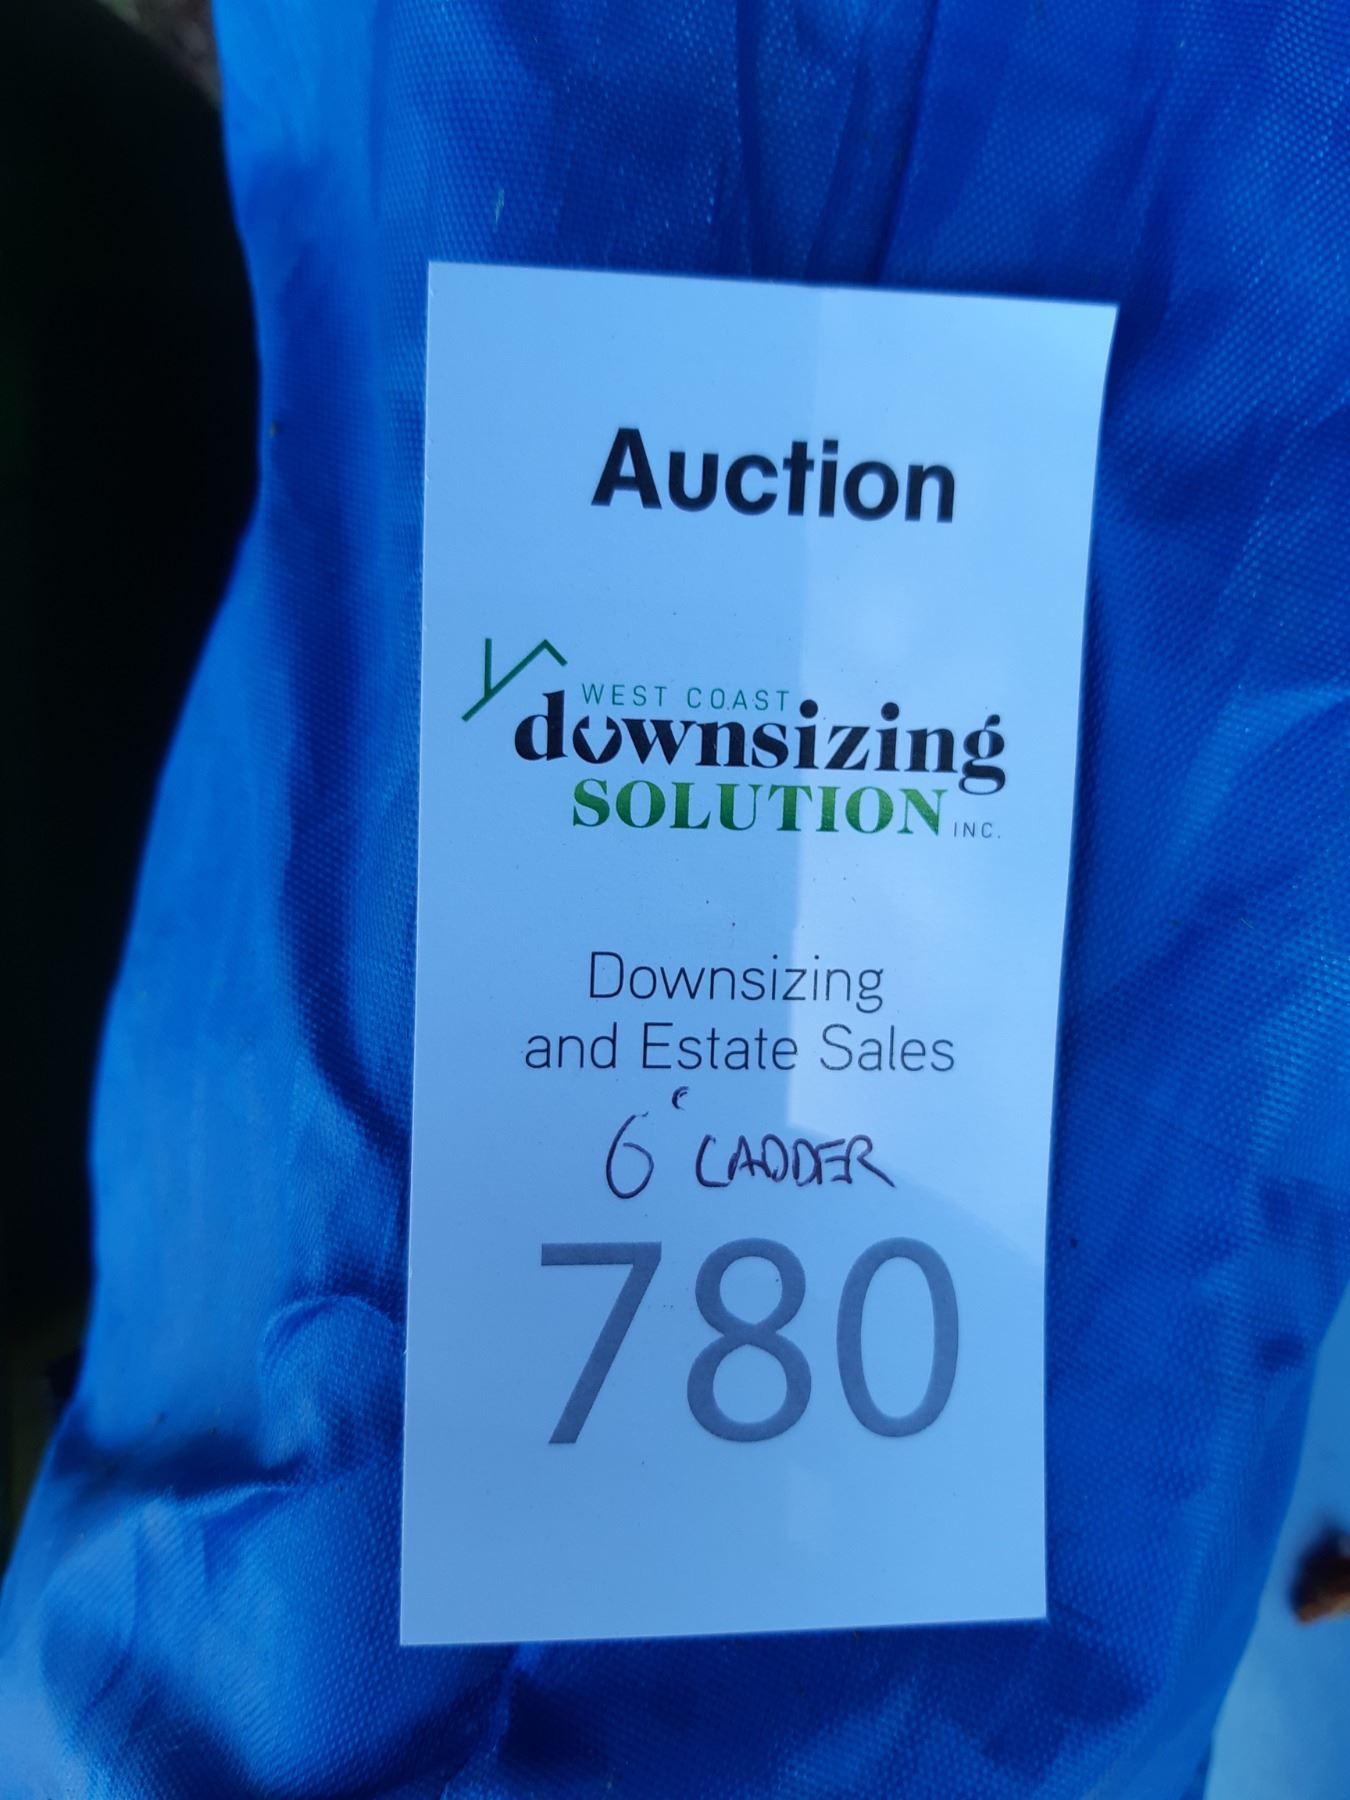 Auction
WEST COAST
downsizing
SOLUTION INC.
Downsizing
and Estate Sales
6' LADDER
780